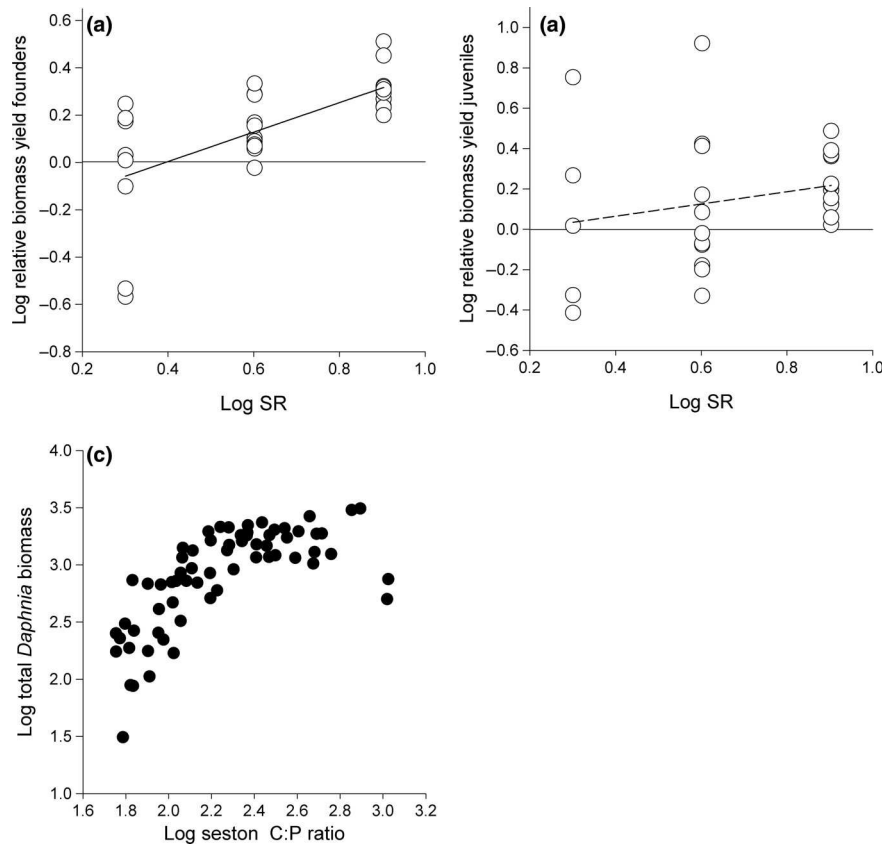 (a)
Log relative biomass yield founders
0.6
0.4
0.2
0.0
–0.2
–0.4
–0.6
–0.8
0.2 0.4 0.6 0.8 1.0
Log SR
(a)
Log relative biomass yield juveniles
1.0
0.8
0.6
0.4
0.2
0.0
–0.2
–0.4
–0.6
0.2 0.4 0.6 0.8 1.0
Log SR
(c)
Log total Daphnia biomass
4.0
3.5
3.0
2.5
2.0
1.5
1.0
1.6 1.8 2.0 2.2 2.4 2.6 2.8 3.0 3.2
Log seston C:P ratio